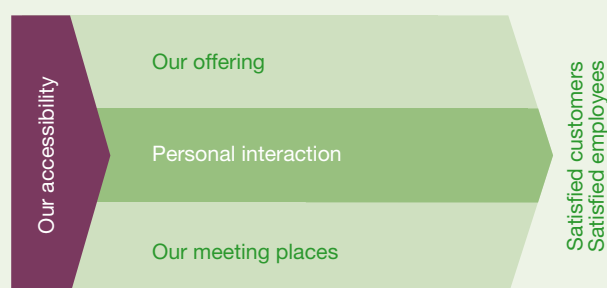 Our accessibility
Our offering
Personal interaction
Our meeting places
Satisfied customers
Satisfied employees